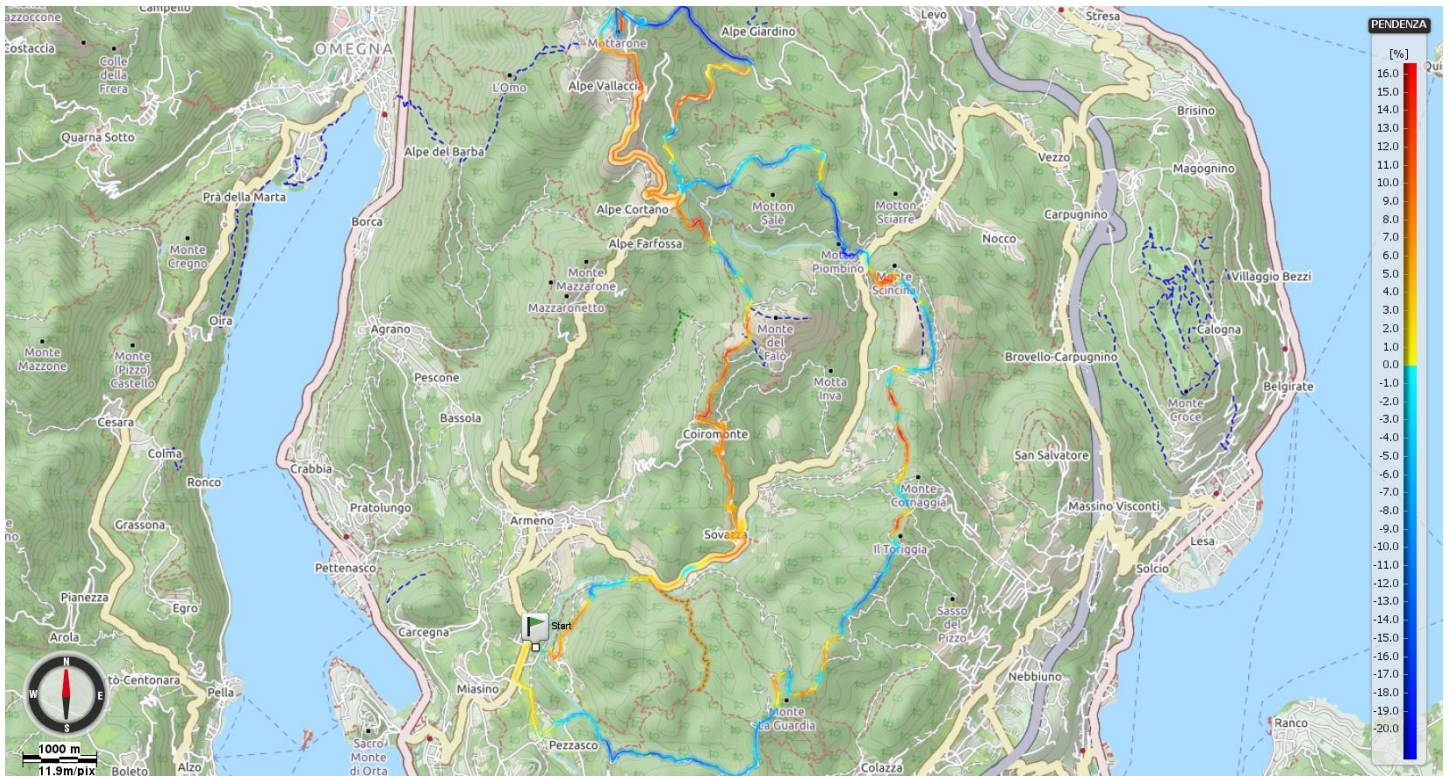 Campello
Costaccia
Colle
della
Frera
OMEGNA
Quarna Sotto
Mottarone
L'Omo
Alpe Vallaccia
Alpe Giardino
Levo
Stresa
Brisino
Magognino
Vezzo
Alpe del Barba
Prà della Marta
Borca
Alpe Cortano
Motton
Salè
Motton
Sciarre
Carpugnino
Nocco
Alpe Farfossa
Monte
Cregno
Monte
Mazzarone
Mazzaronetto
Motto
Piombino
Monte
Scincina
Villaggio Bezzi
Calogna
Oira
Agrano
Monte
del
Falò
Monte
Mazzone
Monte
(Pizzo)
Castello
Brovello-Carpugnino
Belgirate
Pescone
Motta
Inva
Monte
Croce
Bassola
Cesara
Coiromonte
Colma
Crabbia
San Salvatore
Ronco
Monte
Cornaggia
Pratolungo
Massino Visconti
Grassona
Armeno
Sovazza
Il Toriggia
Lesa
Pettenasco
Solcio
Pianezza
Egro
Sasso
del
Pizzo
Arola
Carcegna
Start
Nebbiuno
Pella
Miasino
Monte
La Guardia
Ranco
Sacro
Monte
di Orta
Pezzasco
Boleto
Alzo
Colazza
N
W
E
S
1000 m
11.9m/pix
PENDENZA
[%]
16.0
15.0
14.0
13.0
12.0
11.0
10.0
9.0
8.0
7.0
6.0
5.0
4.0
3.0
2.0
1.0
0.0
-1.0
-2.0
-3.0
-4.0
-5.0
-6.0
-7.0
-8.0
-9.0
-10.0
-11.0
-12.0
-13.0
-14.0
-15.0
-16.0
-17.0
-18.0
-19.0
-20.0